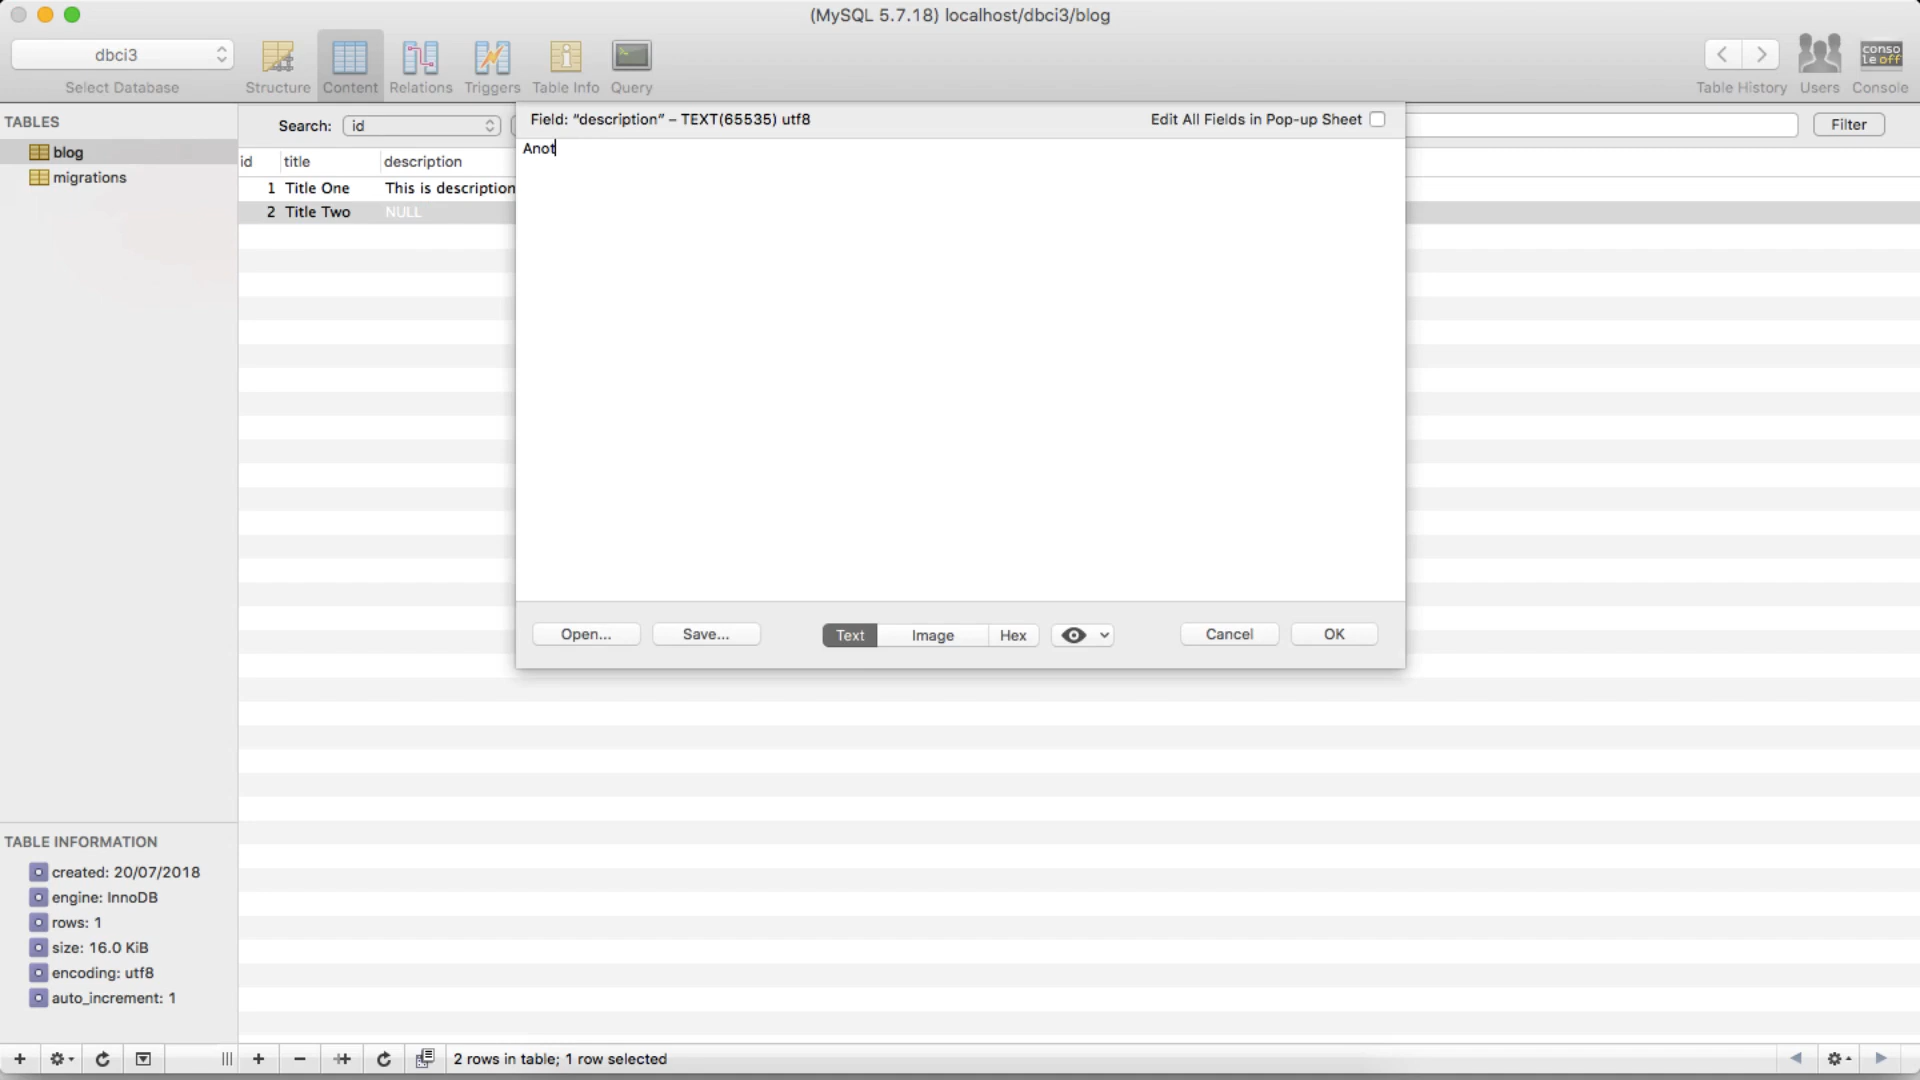 (MySQL 5.7.18) localhost/dbci3/blog
dbci3
Select Database
Structure
Content
Relations
Triggers
Table Info
Query
Table History
Users
conso
le off
Console
TABLES
blog
migrations
Search:
id
Filter
Field: “description” – TEXT(65535) utf8
Edit All Fields in Pop-up Sheet
Anot
id title description
1 Title One This is description
2 Title Two NULL
Open...
Save...
Text
Image
Hex
Cancel
OK
TABLE INFORMATION
created: 20/07/2018
engine: InnoDB
rows: 1
size: 16.0 KiB
encoding: utf8
auto_increment: 1
2 rows in table; 1 row selected